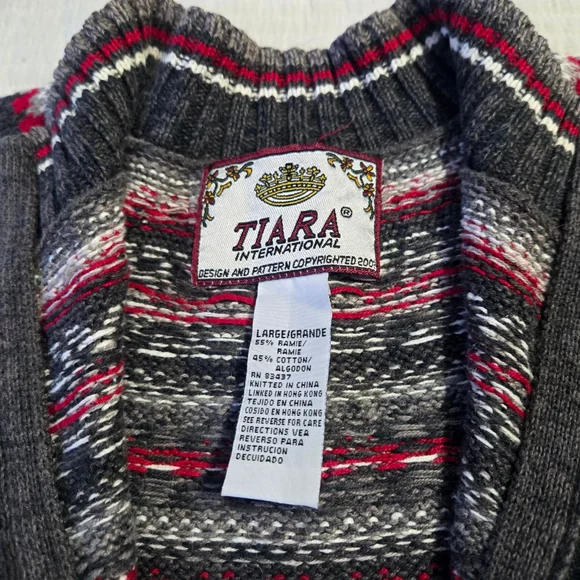 TIARA®
INTERNATIONAL
DESIGN AND PATTERN COPYRIGHTED
LARGE/GRANDE
55% RAMIE/
RAMIE
45% COTTON/
ALGODON
RN 83437
KNITTED IN CHINA
LINKED IN HONG KONG
TEJIDO EN CHINA
COSIDO EN HONG KONG
SEE REVERSE FOR CARE
DIRECTIONS VEA
REVERSO PARA
INSTRUCION
DECUIDADO